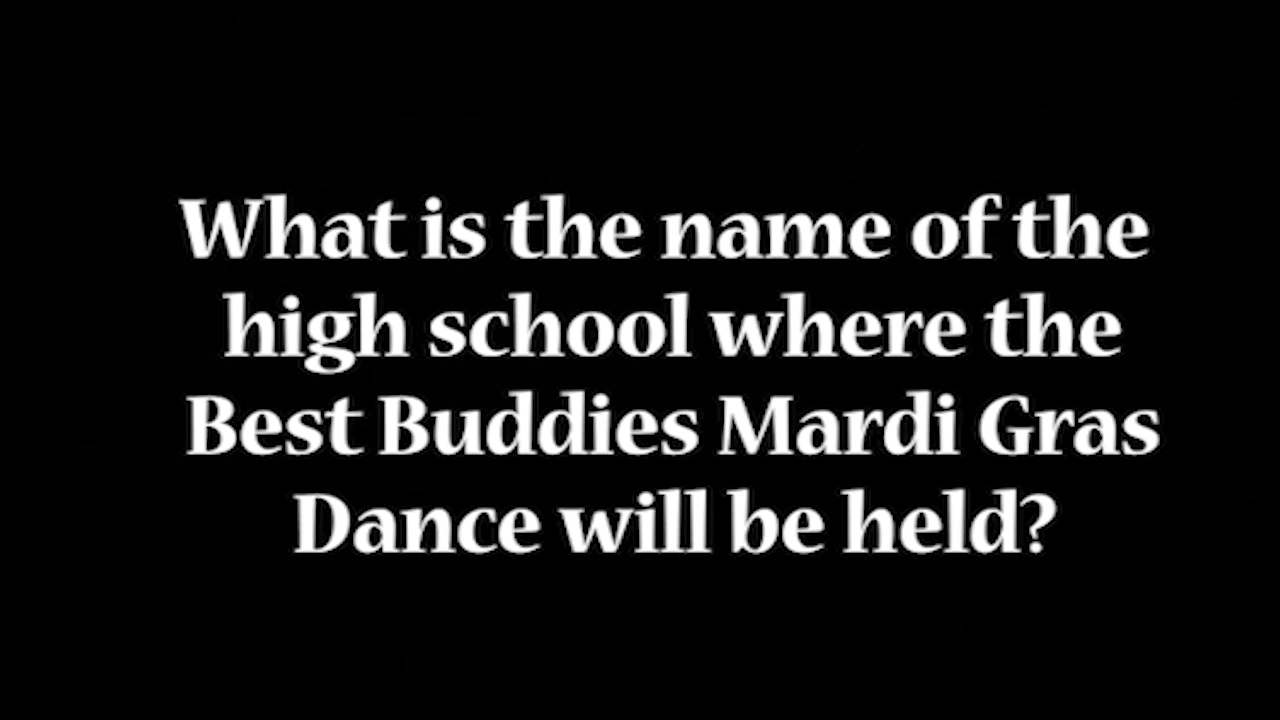 What is the name of the
high school where the
Best Buddies Mardi Gras
Dance will be held?